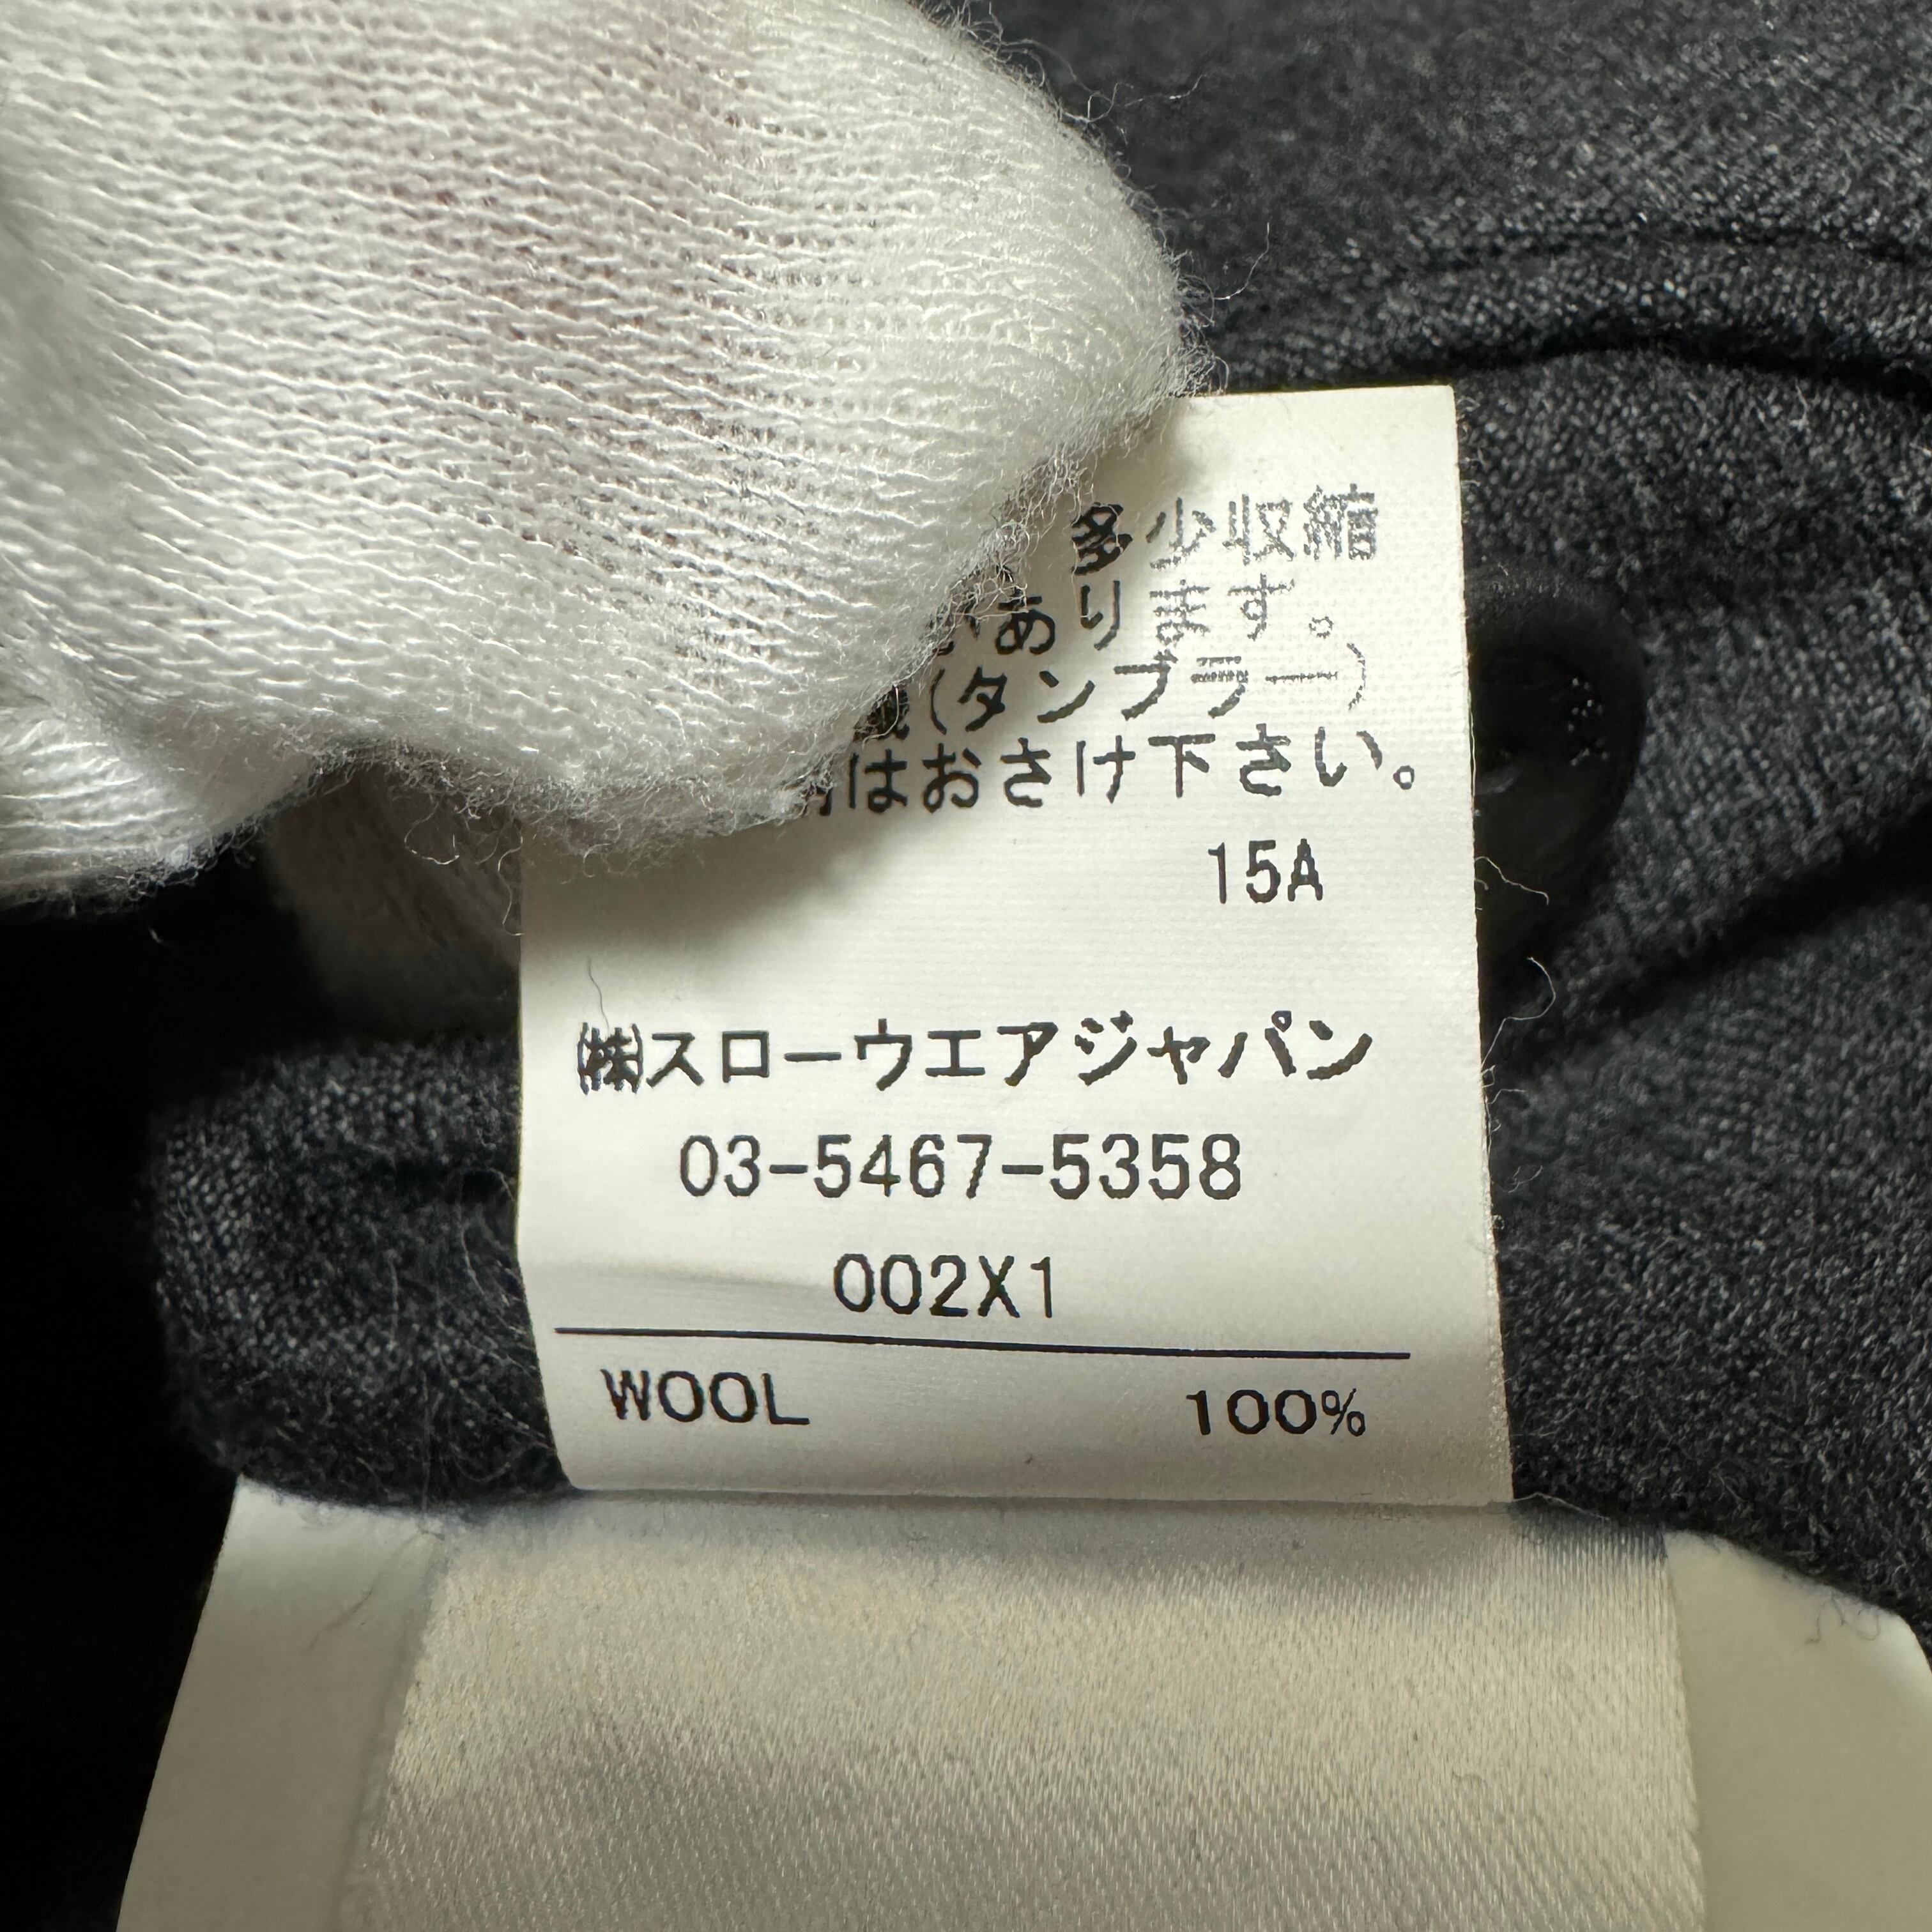 多少収縮
あります。
(タンブラー)
はおさけ下さい。
15A
㈱スローウエアジャパン
03-5467-5358
002X1
WOOL 100%